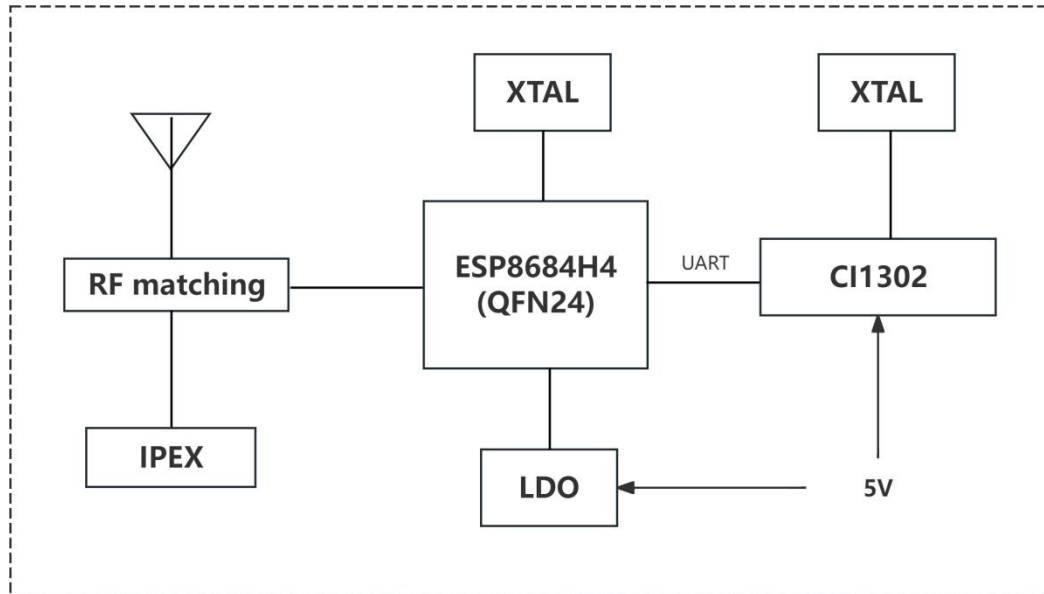 XTAL
XTAL
RF matching
ESP8684H4
(QFN24)
UART
CI1302
IPEX
LDO
5V